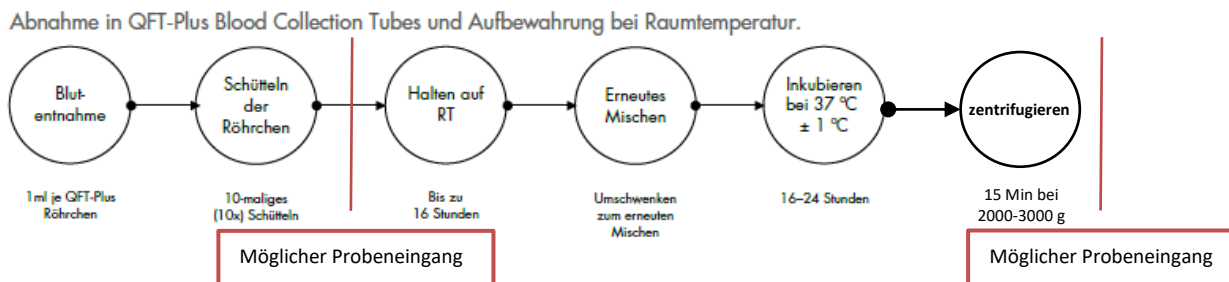 Abnahme in QFT-Plus Blood Collection Tubes und Aufbewahrung bei Raumtemperatur.
Blut-
entnahme
Schütteln
der
Röhrchen
Halten auf
RT
Erneutes
Mischen
Inkubieren
bei 37 °C
± 1 °C
zentrifugieren
1ml je QFT-Plus
Röhrchen
10-maliges
(10x) Schütteln
Bis zu
16 Stunden
Umschwenken
zum erneuten
Mischen
16–24 Stunden
15 Min bei
2000-3000 g
Möglicher Probeneingang
Möglicher Probeneingang